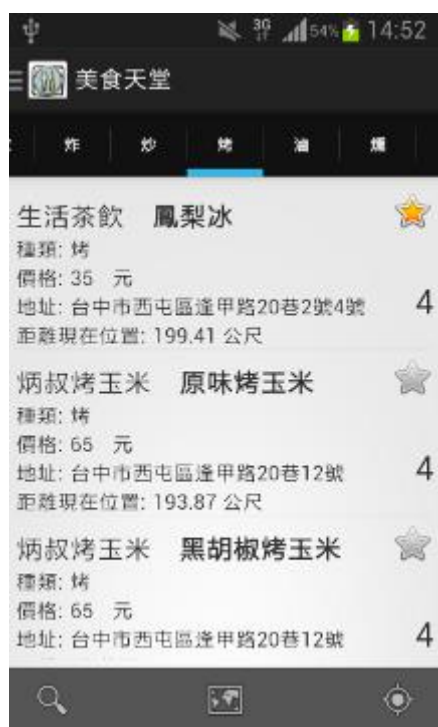 3G 54% 14:52
美食天堂
炸 炒 烤 滷 燻
生活茶飲 鳳梨冰
種類: 烤
價格: 35 元
地址: 台中市西屯區逢甲路20巷2號4號
4
距離現在位置: 199.41 公尺
炳叔烤玉米 原味烤玉米
種類: 烤
價格: 65 元
地址: 台中市西屯區逢甲路20巷12號
4
距離現在位置: 193.87 公尺
炳叔烤玉米 黑胡椒烤玉米
種類: 烤
價格: 65 元
地址: 台中市西屯區逢甲路20巷12號
4